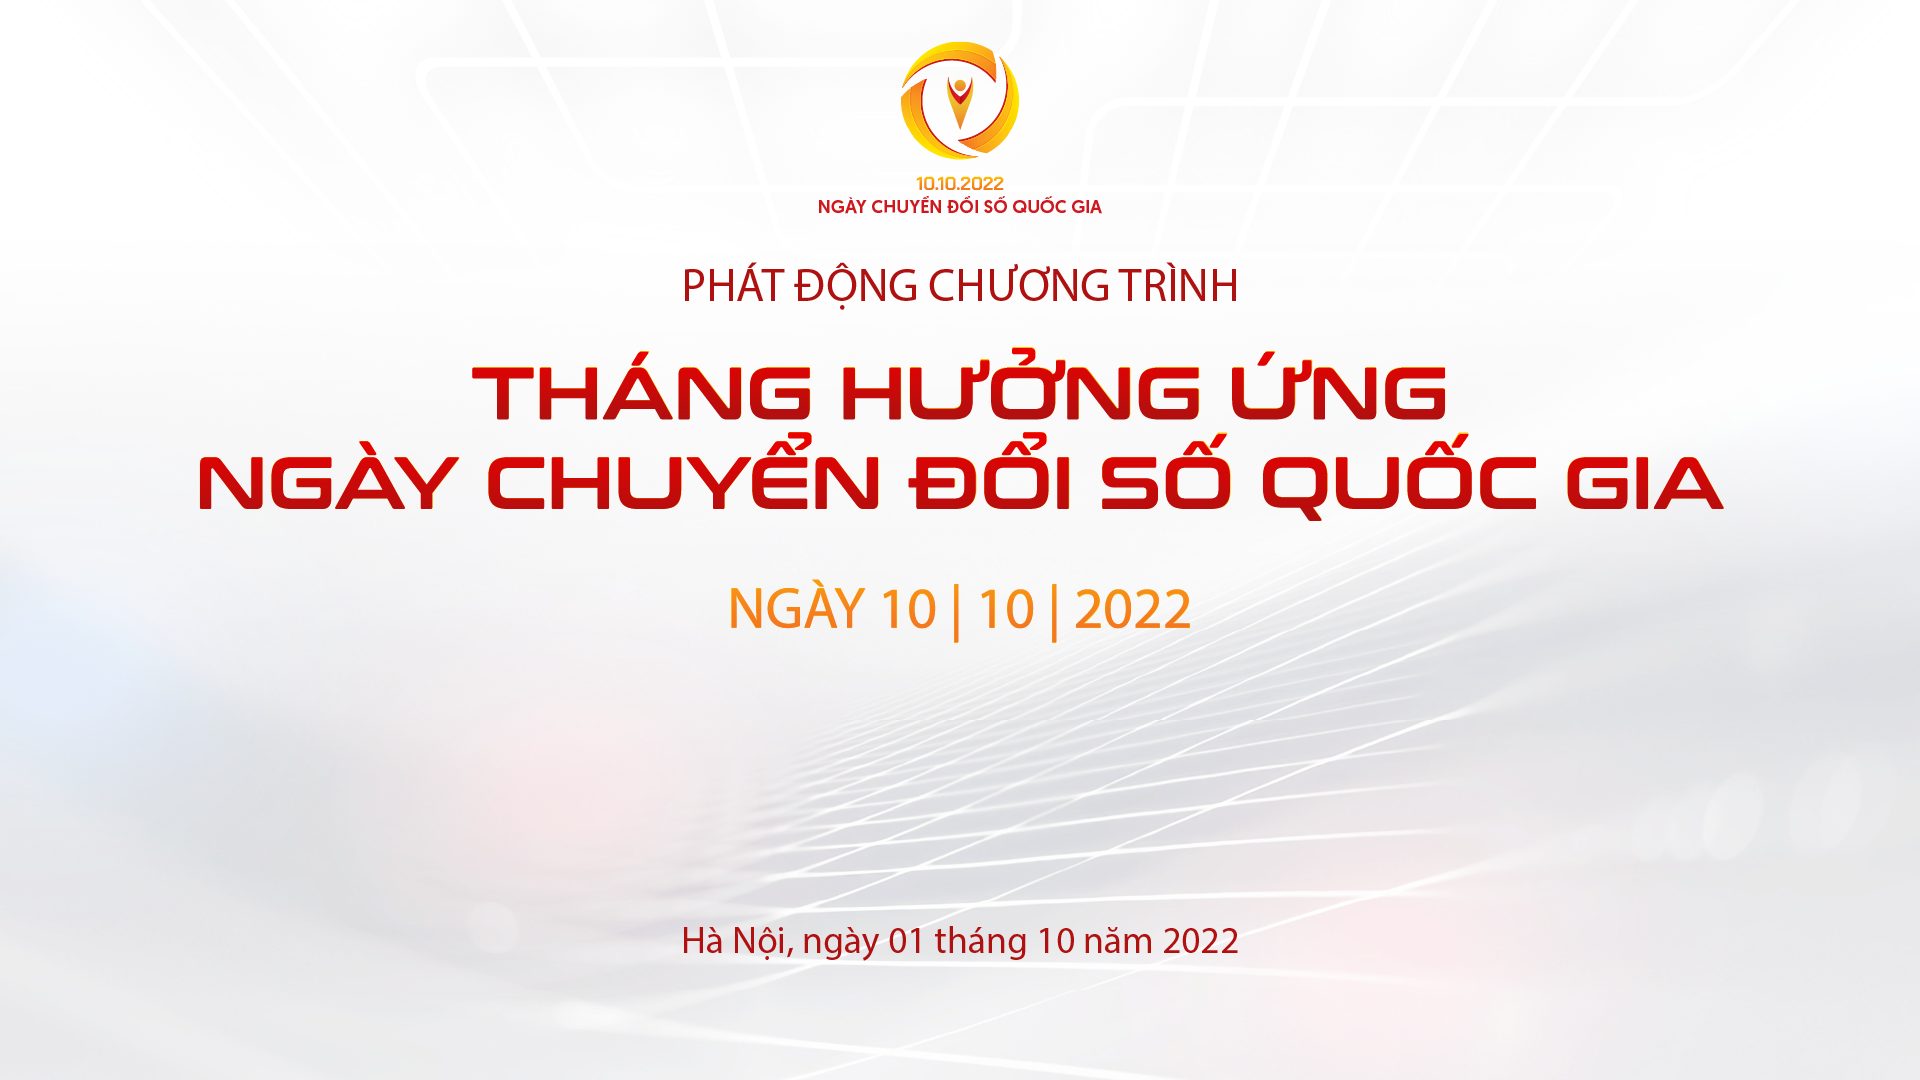 10.10.2022
NGÀY CHUYỂN ĐỔI SỐ QUỐC GIA
PHÁT ĐỘNG CHƯƠNG TRÌNH
THÁNG HƯỞNG ỨNG
NGÀY CHUYỂN ĐỔI SỐ QUỐC GIA
NGÀY 10 | 10 | 2022
Hà Nội, ngày 01 tháng 10 năm 2022